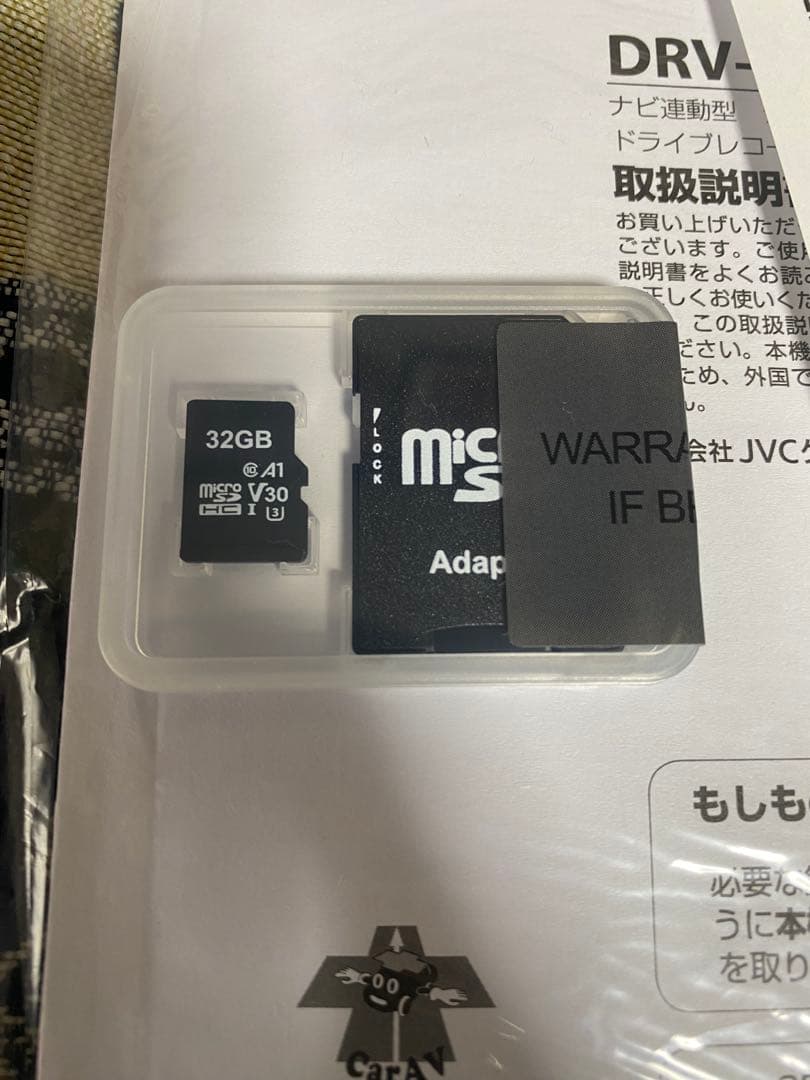 DRV-
ナビ連動型
ドライブレコー
取扱説明
お買い上げいただ
ございます。ご使
説明書をよくお読
正しくお使いくだ
この取扱説
ださい。本機
ため、外国で
ん。
会社 JVC
32GB
10 A1
micro SD V30
HC I 3
LOCK
mic
S
Adap
WARRA
IF B
もしも
必要な
うに本
を取り
CarAV